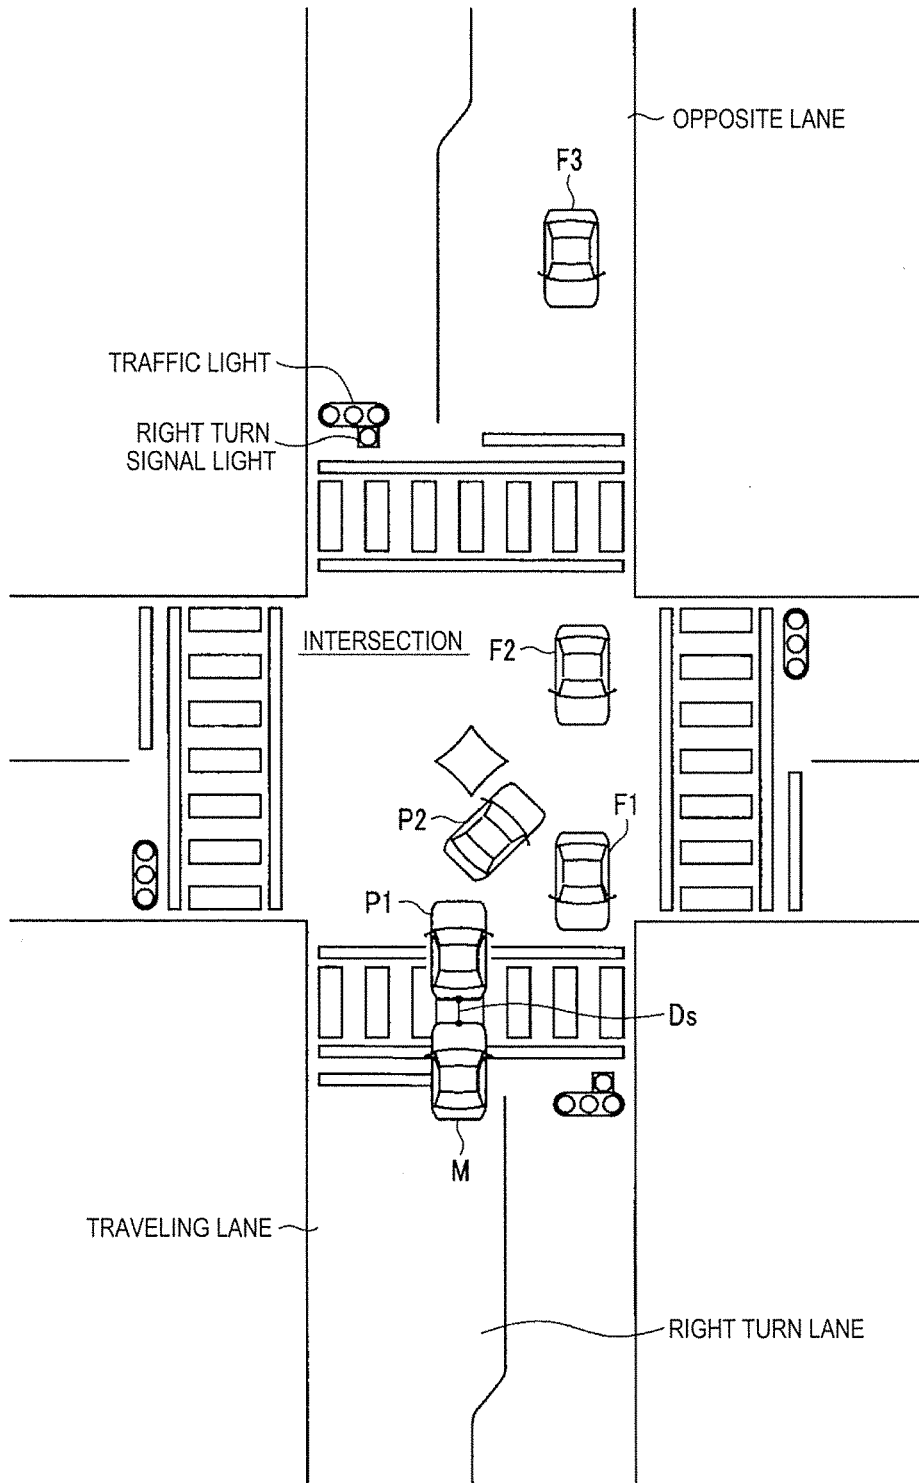 OPPOSITE LANE
F3
TRAFFIC LIGHT
RIGHT TURN
SIGNAL LIGHT
INTERSECTION
F2
P2
F1
P1
Ds
M
TRAVELING LANE
RIGHT TURN LANE